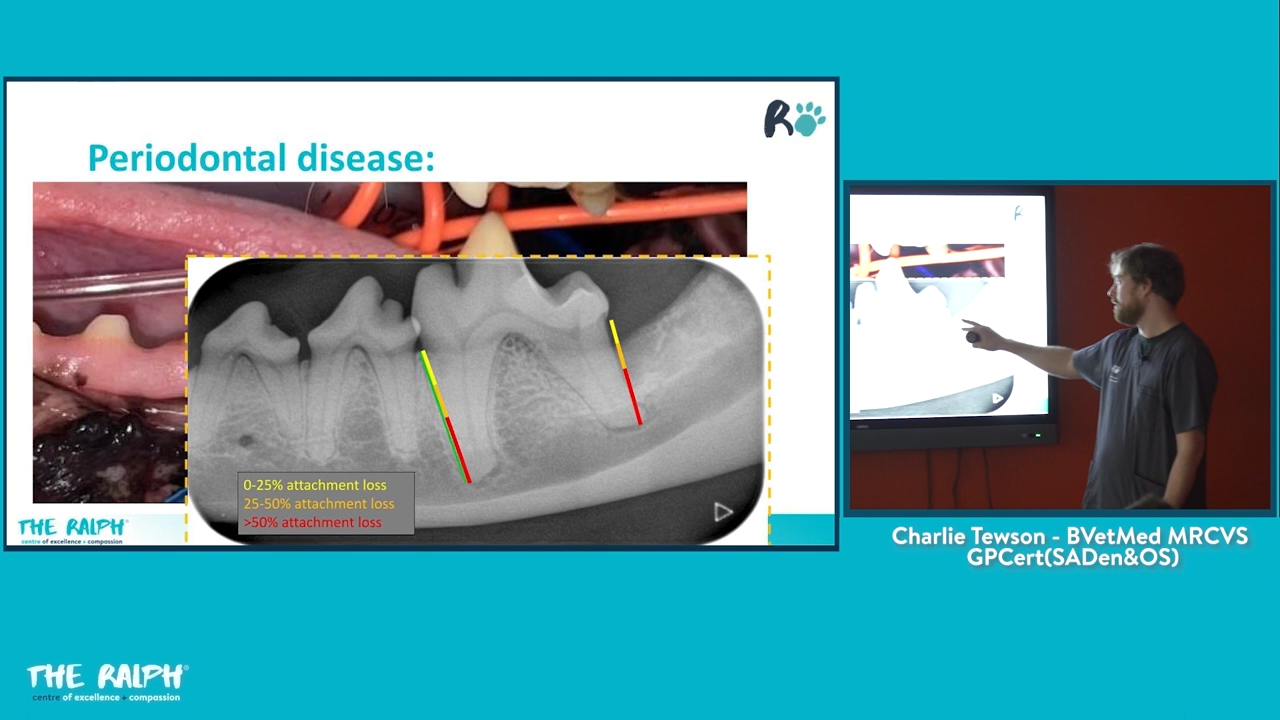 R
Periodontal disease:
0-25% attachment loss
25-50% attachment loss
>50% attachment loss
THE RALPH®
centre of excellence + compassion
Charlie Tewson - BVetMed MRCVS
GPCert(SADen&OS)
THE RALPH®
centre of excellence + compassion